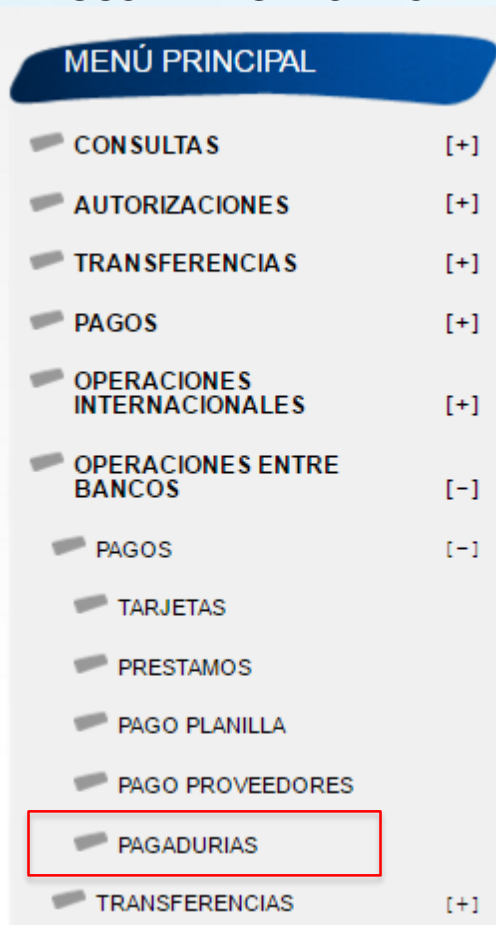 MENÚ PRINCIPAL
CONSULTAS [+]
AUTORIZACIONES [+]
TRANSFERENCIAS [+]
PAGOS [+]
OPERACIONES
INTERNACIONALES [+]
OPERACIONES ENTRE
BANCOS [-]
PAGOS [-]
TARJETAS
PRESTAMOS
PAGO PLANILLA
PAGO PROVEEDORES
PAGADURIAS
TRANSFERENCIAS [+]